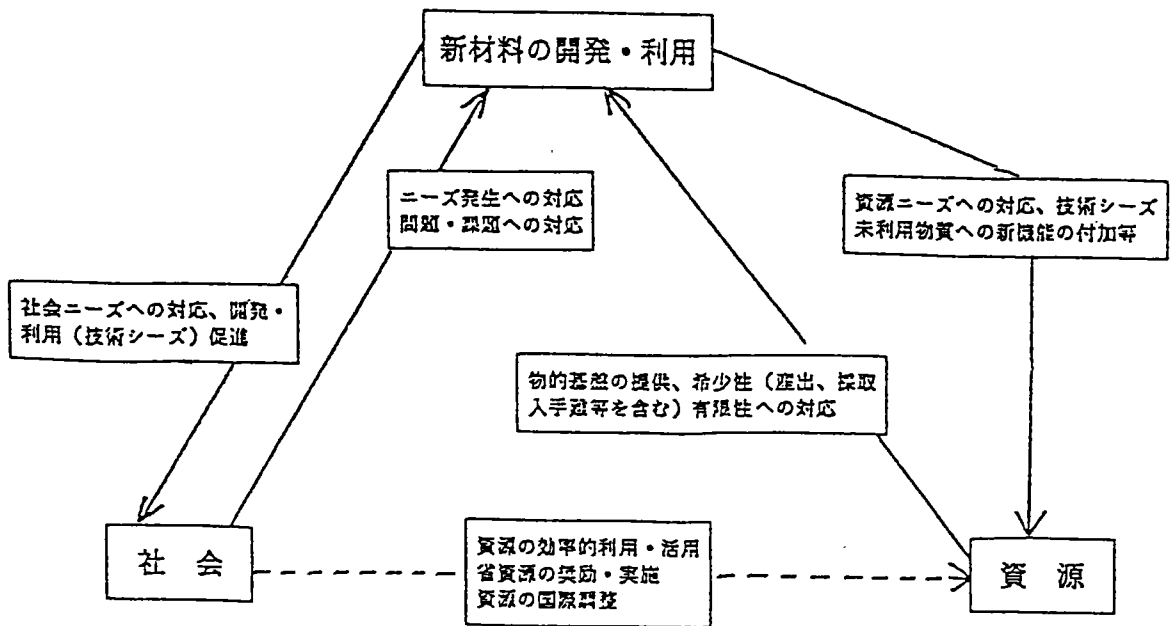 新材料の開発・利用
ニーズ発生への対応
問題・課題への対応
資源ニーズへの対応、技術シーズ
未利用物質への新機能の付加等
社会ニーズへの対応、開発・
利用（技術シーズ）促進
物的基盤の提供、希少性（産出、採取
入手難等を含む）有限性への対応
社　会
資源の効率的利用・活用
省資源の奨励・実施
資源の国際調整
資　源